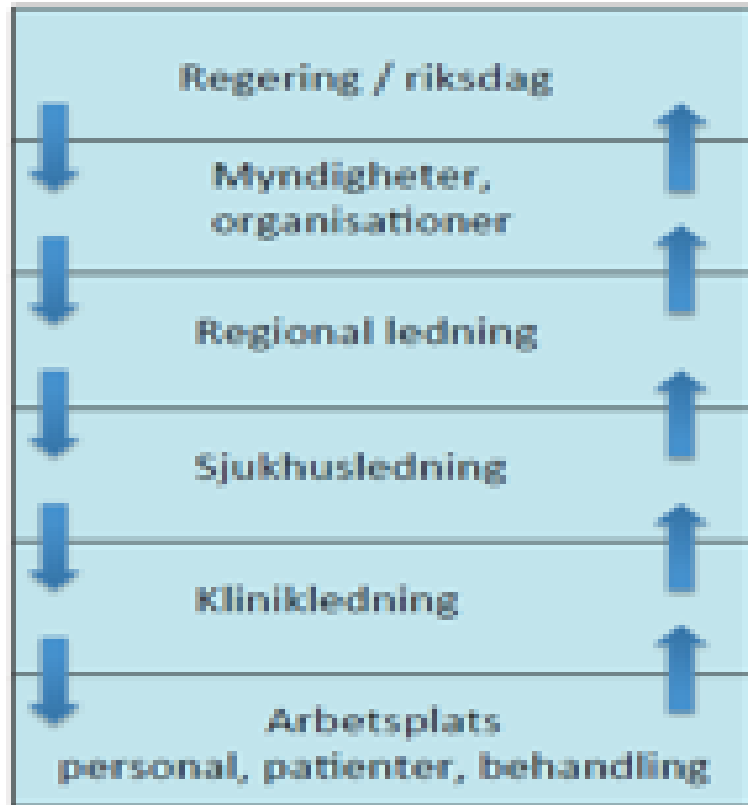 Regering / riksdag
Myndigheter,
organisationer
Regional ledning
Sjukhusledning
Klinikledning
Arbetsplats
personal, patienter, behandling